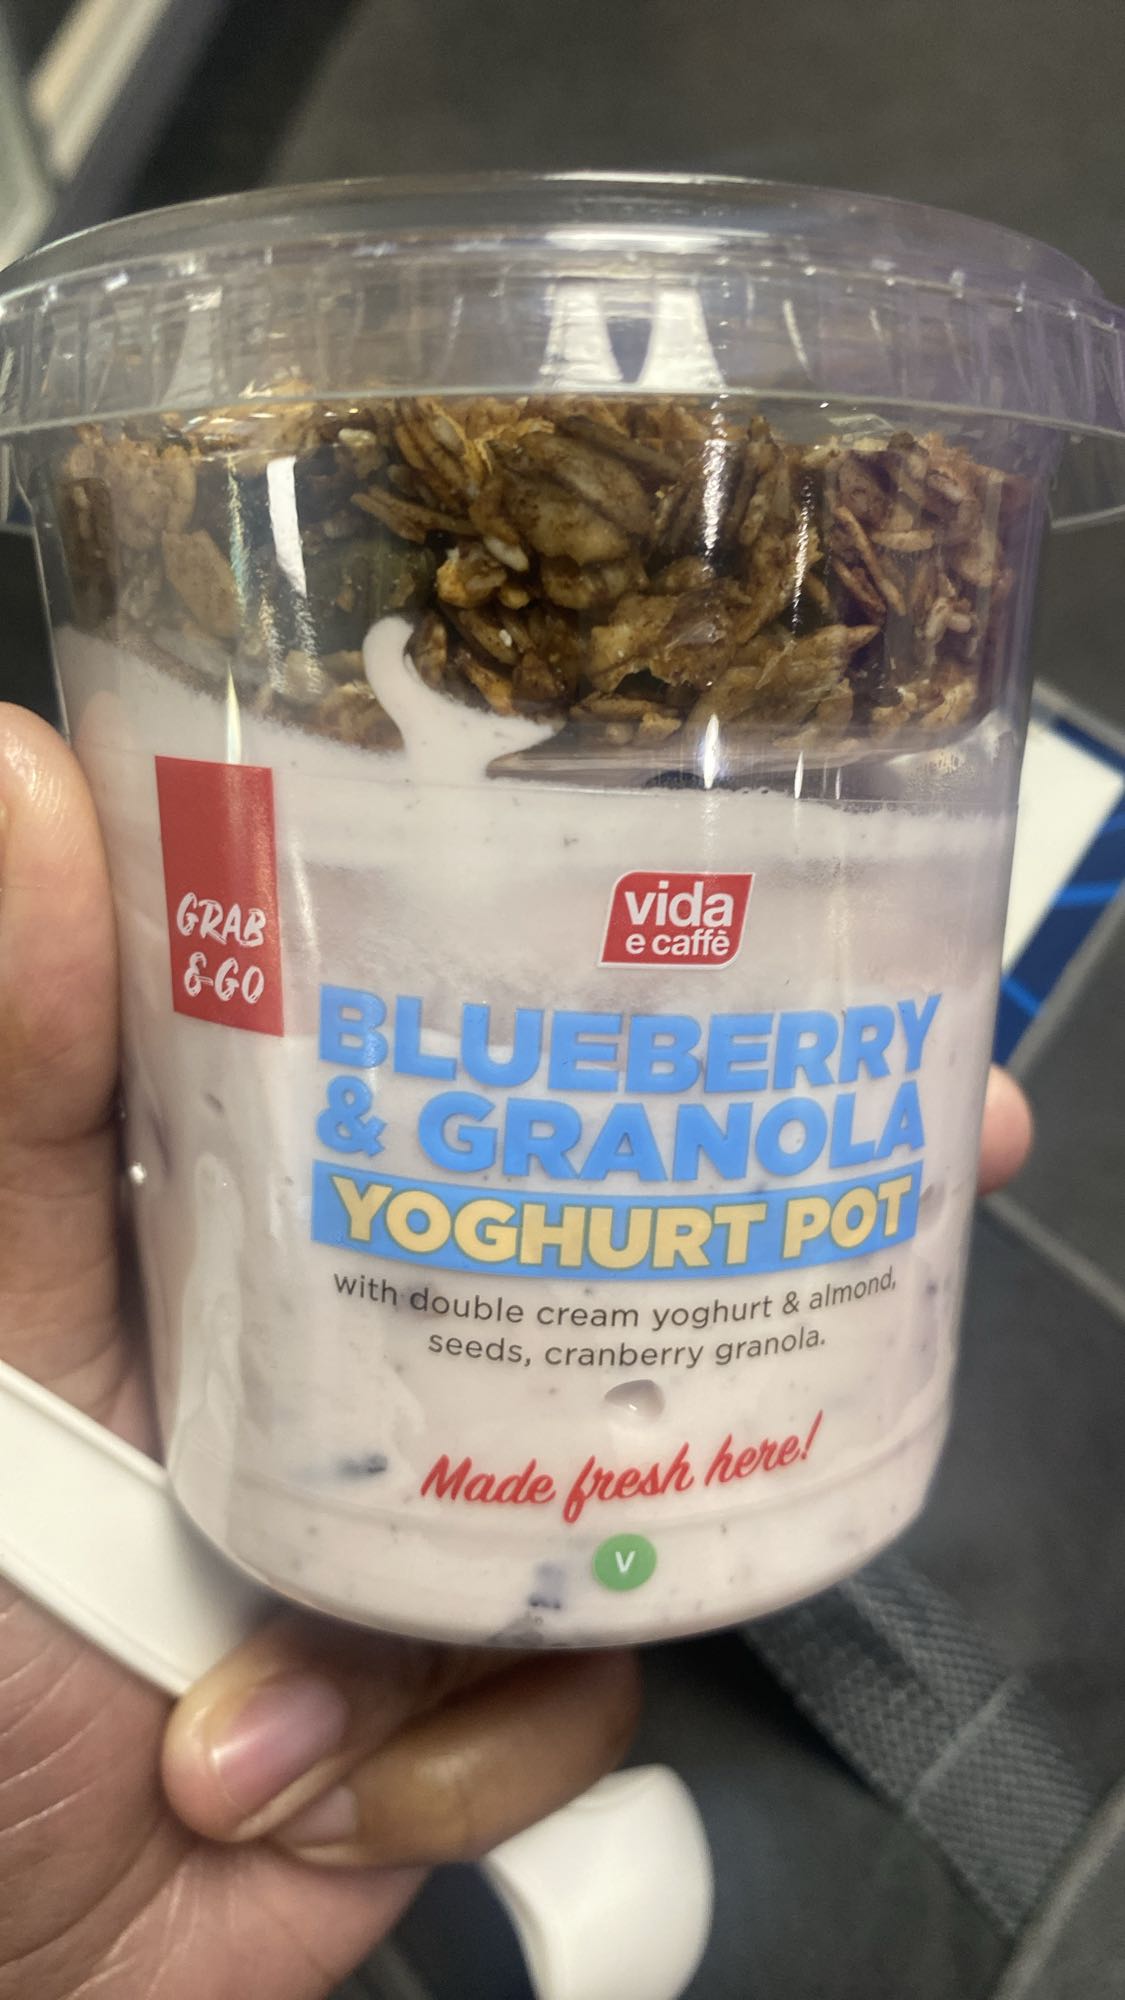 GRAB
&GO
vida
e caffè
BLUEBERRY
& GRANOLA
YOGHURT POT
with double cream yoghurt & almond,
seeds, cranberry granola.
Made fresh here!
V